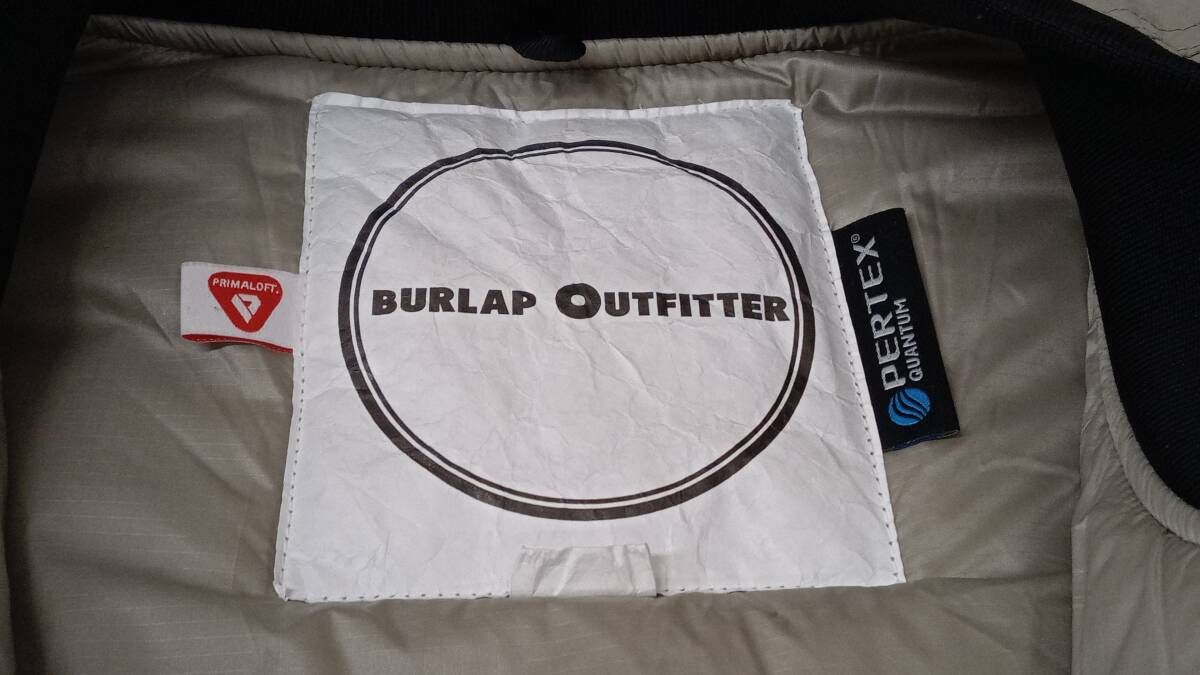 PRIMALOFT.
BURLAP OUTFITTER
PERTEX®
QUANTUM